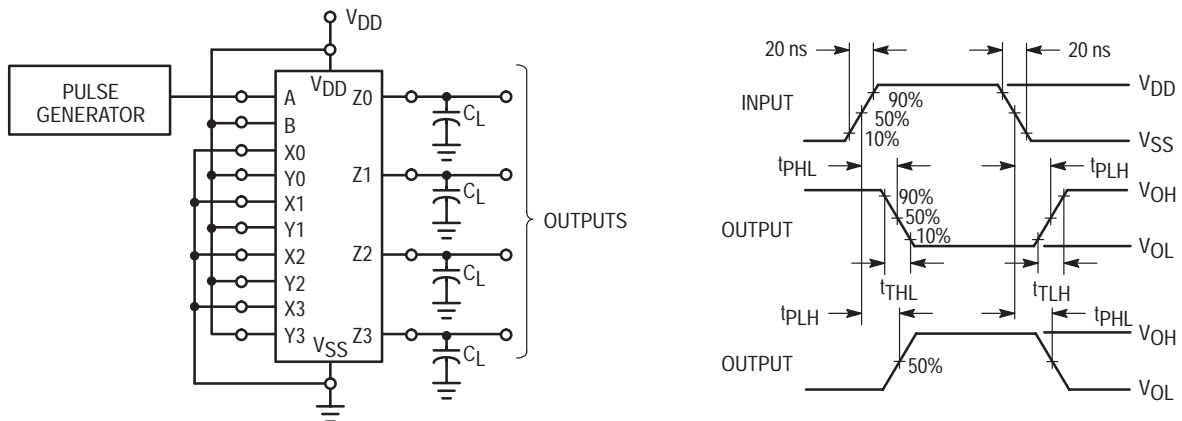 VDD
PULSE
GENERATOR
VDD
A
B
X0
Y0
X1
Y1
X2
Y2
X3
Y3
VSS
Z0
Z1
Z2
Z3
CL
CL
CL
CL
OUTPUTS
20 ns
20 ns
INPUT
90%
50%
10%
VDD
VSS
tPHL
tPLH
OUTPUT
90%
50%
10%
VOH
VOL
tTHL
tTLH
tPLH
tPHL
OUTPUT
50%
VOH
VOL